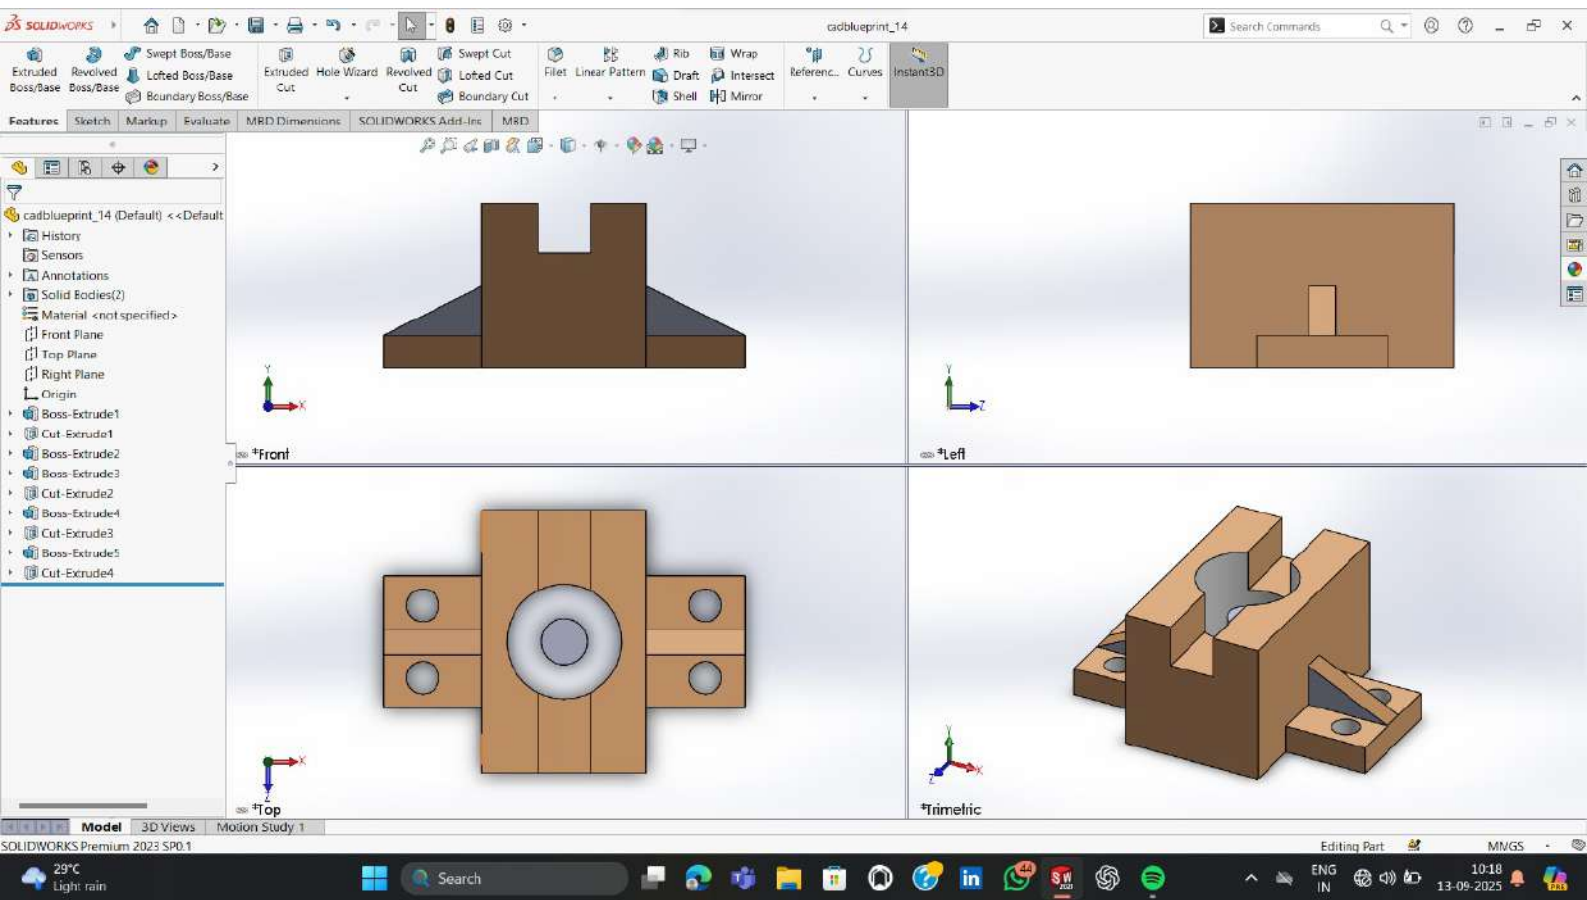 SOLIDWORKS
cadblueprint_14
Search Commands
Extruded Boss/Base
Revolved Boss/Base
Swept Boss/Base
Lofted Boss/Base
Boundary Boss/Base
Extruded Cut
Hole Wizard
Revolved Cut
Swept Cut
Lofted Cut
Boundary Cut
Fillet
Linear Pattern
Rib
Draft
Shell
Wrap
Intersect
Mirror
Referenc...
Curves
Instant3D
Features
Sketch
Markup
Evaluate
MBD Dimensions
SOLIDWORKS Add-Ins
MBD
cadblueprint_14 (Default) <<Default
History
Sensors
Annotations
Solid Bodies(2)
Material <not specified>
Front Plane
Top Plane
Right Plane
Origin
Boss-Extrude1
Cut-Extrude1
Boss-Extrude2
Boss-Extrude3
Cut-Extrude2
Boss-Extrude4
Cut-Extrude3
Boss-Extrude5
Cut-Extrude4
Y
X
*Front
Y
Z
*Left
X
Z
*Top
Y
Z
X
*Trimetric
Model
3D Views
Motion Study 1
SOLIDWORKS Premium 2023 SP0.1
Editing Part
MMGS
29°C
Light rain
Search
44
SW
2023
ENG
IN
10:18
13-09-2025
PRE